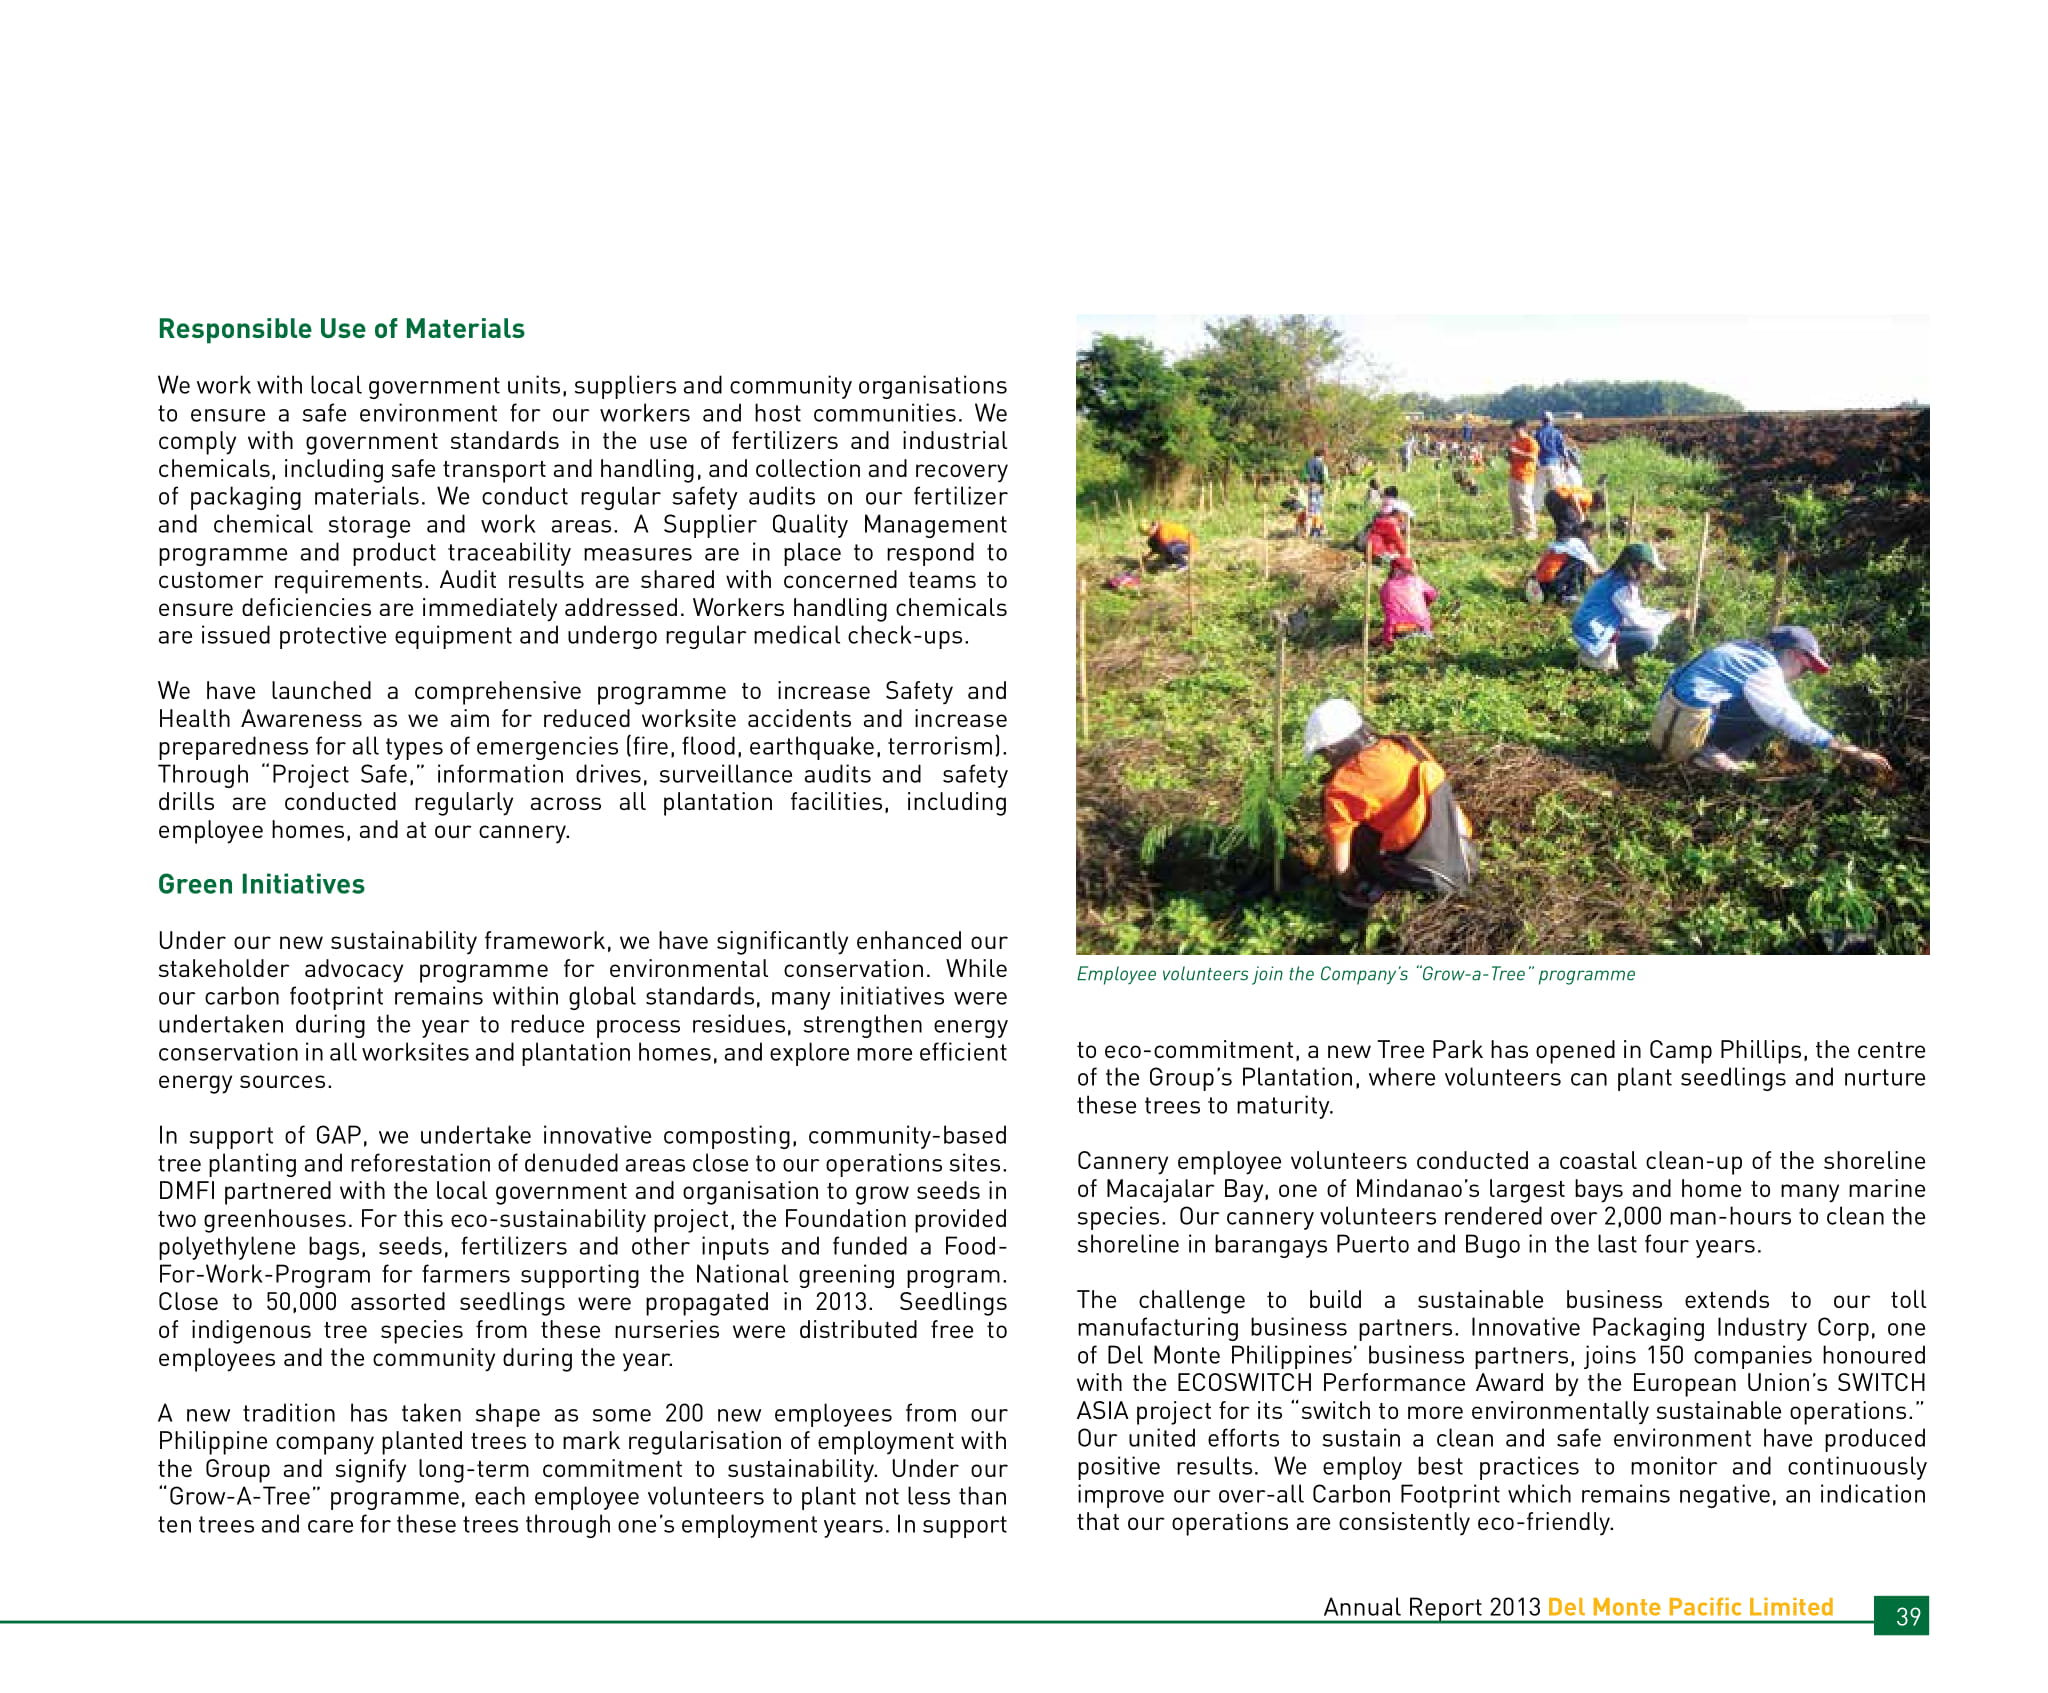 Responsible Use of Materials
We work with local government units, suppliers and community organisations
to ensure a safe environment for our workers and host communities. We
comply with government standards in the use of fertilizers and industrial
chemicals, including safe transport and handling, and collection and recovery
of packaging materials. We conduct regular safety audits on our fertilizer
and chemical storage and work areas. A Supplier Quality Management
programme and product traceability measures are in place to respond to
customer requirements. Audit results are shared with concerned teams to
ensure deficiencies are immediately addressed. Workers handling chemicals
are issued protective equipment and undergo regular medical check-ups.
We have launched a comprehensive programme to increase Safety and
Health Awareness as we aim for reduced worksite accidents and increase
preparedness for all types of emergencies (fire, flood, earthquake, terrorism).
Through “Project Safe,” information drives, surveillance audits and safety
drills are conducted regularly across all plantation facilities, including
employee homes, and at our cannery.
Green Initiatives
Under our new sustainability framework, we have significantly enhanced our
stakeholder advocacy programme for environmental conservation. While
our carbon footprint remains within global standards, many initiatives were
undertaken during the year to reduce process residues, strengthen energy
conservation in all worksites and plantation homes, and explore more efficient
energy sources.
In support of GAP, we undertake innovative composting, community-based
tree planting and reforestation of denuded areas close to our operations sites.
DMFI partnered with the local government and organisation to grow seeds in
two greenhouses. For this eco-sustainability project, the Foundation provided
polyethylene bags, seeds, fertilizers and other inputs and funded a Food-
For-Work-Program for farmers supporting the National greening program.
Close to 50,000 assorted seedlings were propagated in 2013. Seedlings
of indigenous tree species from these nurseries were distributed free to
employees and the community during the year.
A new tradition has taken shape as some 200 new employees from our
Philippine company planted trees to mark regularisation of employment with
the Group and signify long-term commitment to sustainability. Under our
“Grow-A-Tree” programme, each employee volunteers to plant not less than
ten trees and care for these trees through one’s employment years. In support
Employee volunteers join the Company’s “Grow-a-Tree” programme
to eco-commitment, a new Tree Park has opened in Camp Phillips, the centre
of the Group’s Plantation, where volunteers can plant seedlings and nurture
these trees to maturity.
Cannery employee volunteers conducted a coastal clean-up of the shoreline
of Macajalar Bay, one of Mindanao’s largest bays and home to many marine
species. Our cannery volunteers rendered over 2,000 man-hours to clean the
shoreline in barangays Puerto and Bugo in the last four years.
The challenge to build a sustainable business extends to our toll
manufacturing business partners. Innovative Packaging Industry Corp, one
of Del Monte Philippines’ business partners, joins 150 companies honoured
with the ECOSWITCH Performance Award by the European Union’s SWITCH
ASIA project for its “switch to more environmentally sustainable operations.”
Our united efforts to sustain a clean and safe environment have produced
positive results. We employ best practices to monitor and continuously
improve our over-all Carbon Footprint which remains negative, an indication
that our operations are consistently eco-friendly.
Annual Report 2013 Del Monte Pacific Limited 39